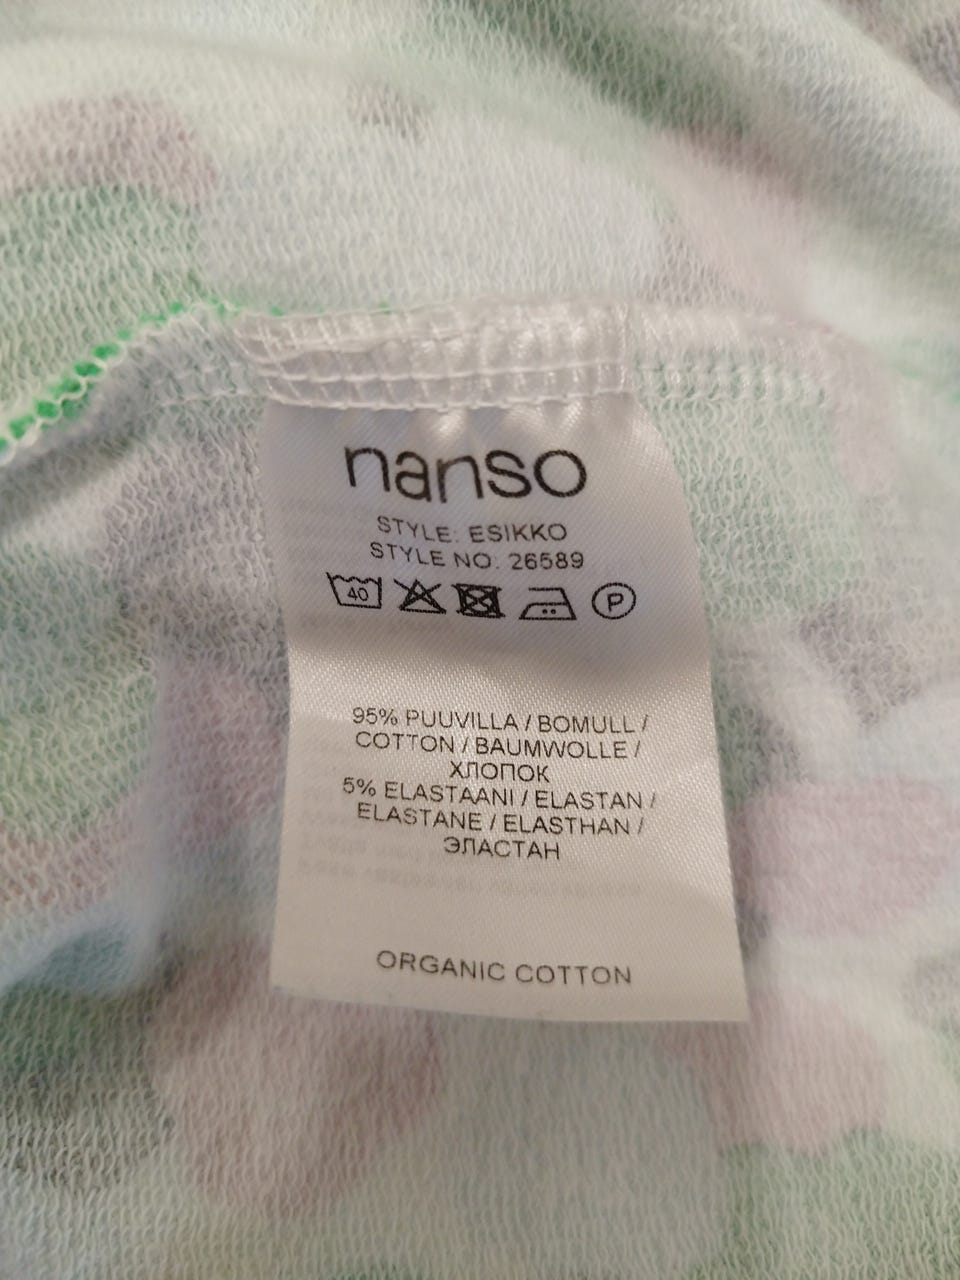 nanso
STYLE: ESIKKO
STYLE NO: 26589
40 P
95% PUUVILLA / BOMULL /
COTTON / BAUMWOLLE /
ХЛОПОК
5% ELASTAANI / ELASTAN /
ELASTANE / ELASTHAN /
ЭЛАСТАН
ORGANIC COTTON